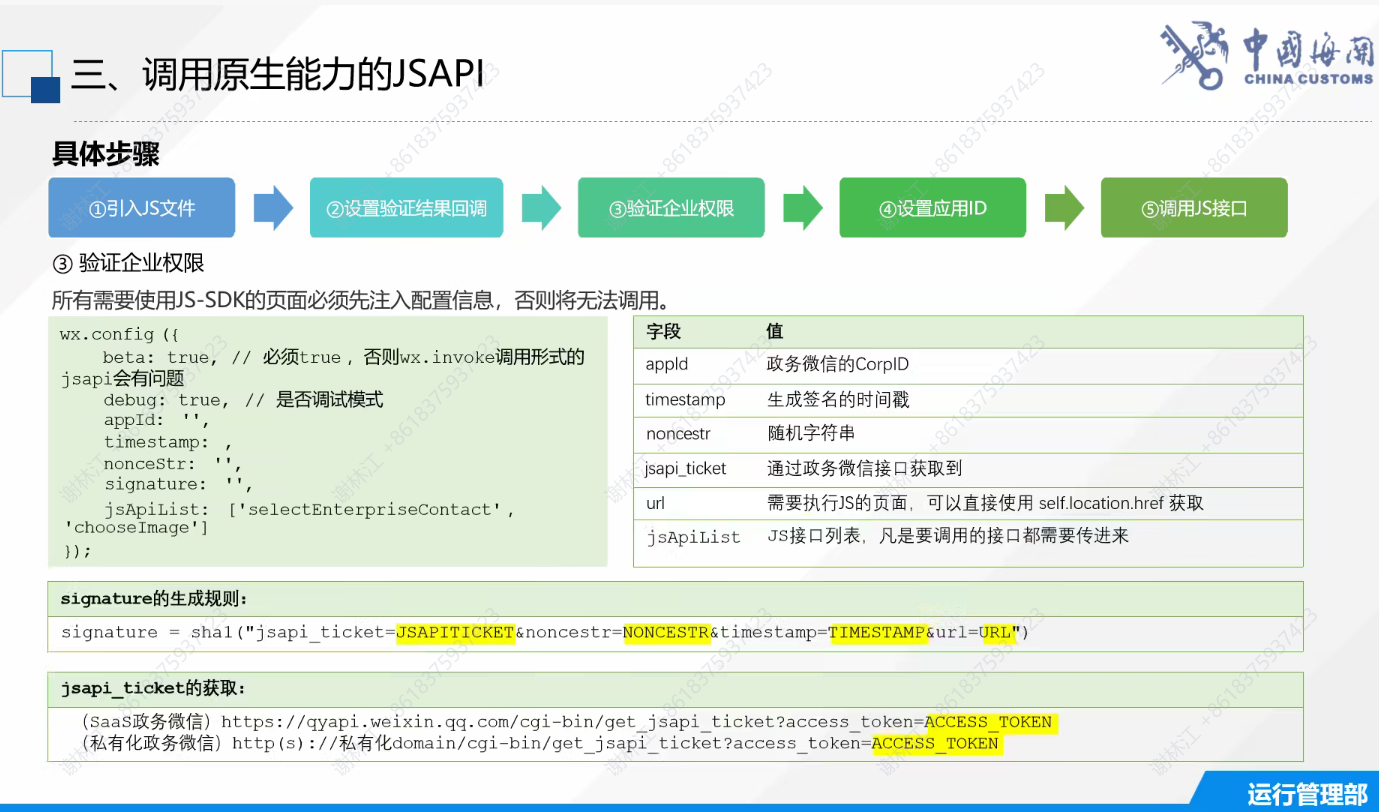 三、调用原生能力的JSAPI
中國海關
CHINA CUSTOMS
具体步骤
①引入JS文件
②设置验证结果回调
③验证企业权限
④设置应用ID
⑤调用JS接口
③ 验证企业权限
所有需要使用JS-SDK的页面必须先注入配置信息，否则将无法调用。
wx.config ({
beta: true, // 必须true，否则wx.invoke调用形式的
jsapi会有问题
debug: true, // 是否调试模式
appId: '',
timestamp: ,
nonceStr: '',
signature: '',
jsApiList: ['selectEnterpriseContact',
'chooseImage']
});
字段 值
appId 政务微信的CorpID
timestamp 生成签名的时间戳
noncestr 随机字符串
jsapi_ticket 通过政务微信接口获取到
url 需要执行JS的页面，可以直接使用 self.location.href 获取
jsApiList JS接口列表，凡是要调用的接口都需要传进来
signature的生成规则：
signature = sha1("jsapi_ticket=JSAPITICKET&noncestr=NONCESTR&timestamp=TIMESTAMP&url=URL")
jsapi_ticket的获取：
（SaaS政务微信）https://qyapi.weixin.qq.com/cgi-bin/get_jsapi_ticket?access_token=ACCESS_TOKEN
（私有化政务微信）http(s)://私有化domain/cgi-bin/get_jsapi_ticket?access_token=ACCESS_TOKEN
运行管理部
谢林江 +8618375937423